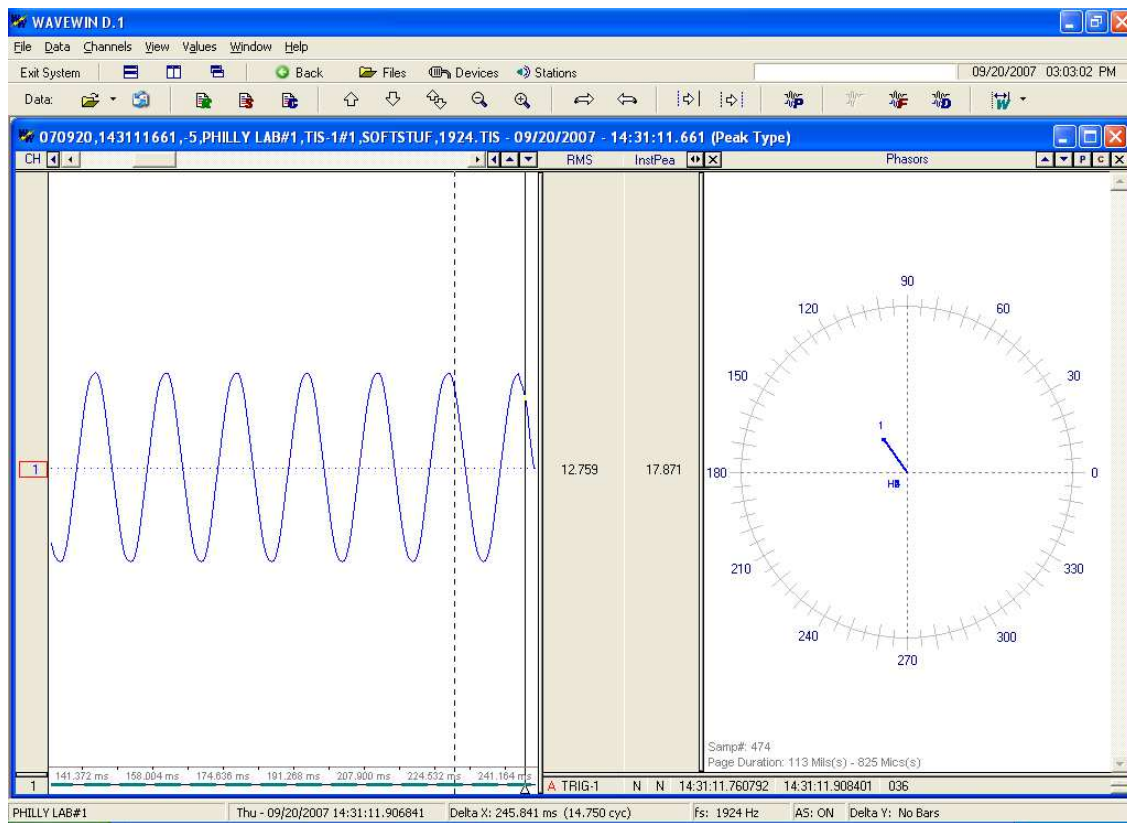 WAVEWIN D.1
File Data Channels View Values Window Help
Exit System Back Files Devices Stations 09/20/2007 03:03:02 PM
Data:
070920,143111661,-5,PHILLY LAB#1,TIS-1#1,SOFTSTUF,1924.TIS - 09/20/2007 - 14:31:11.661 (Peak Type)
CH RMS InstPea Phasors P C
90
120 60
150 30
1
1 12.759 17.871 180 0
210 330
240 300
270
Samp#: 474
Page Duration: 113 Mils(s) - 825 Mics(s)
141.372 ms 158.004 ms 174.636 ms 191.268 ms 207.900 ms 224.532 ms 241.164 ms
1 A TRIG-1 N N 14:31:11.760792 14:31:11.908401 036
PHILLY LAB#1 Thu - 09/20/2007 14:31:11.906841 Delta X: 245.841 ms (14.750 cyc) fs: 1924 Hz AS: ON Delta Y: No Bars